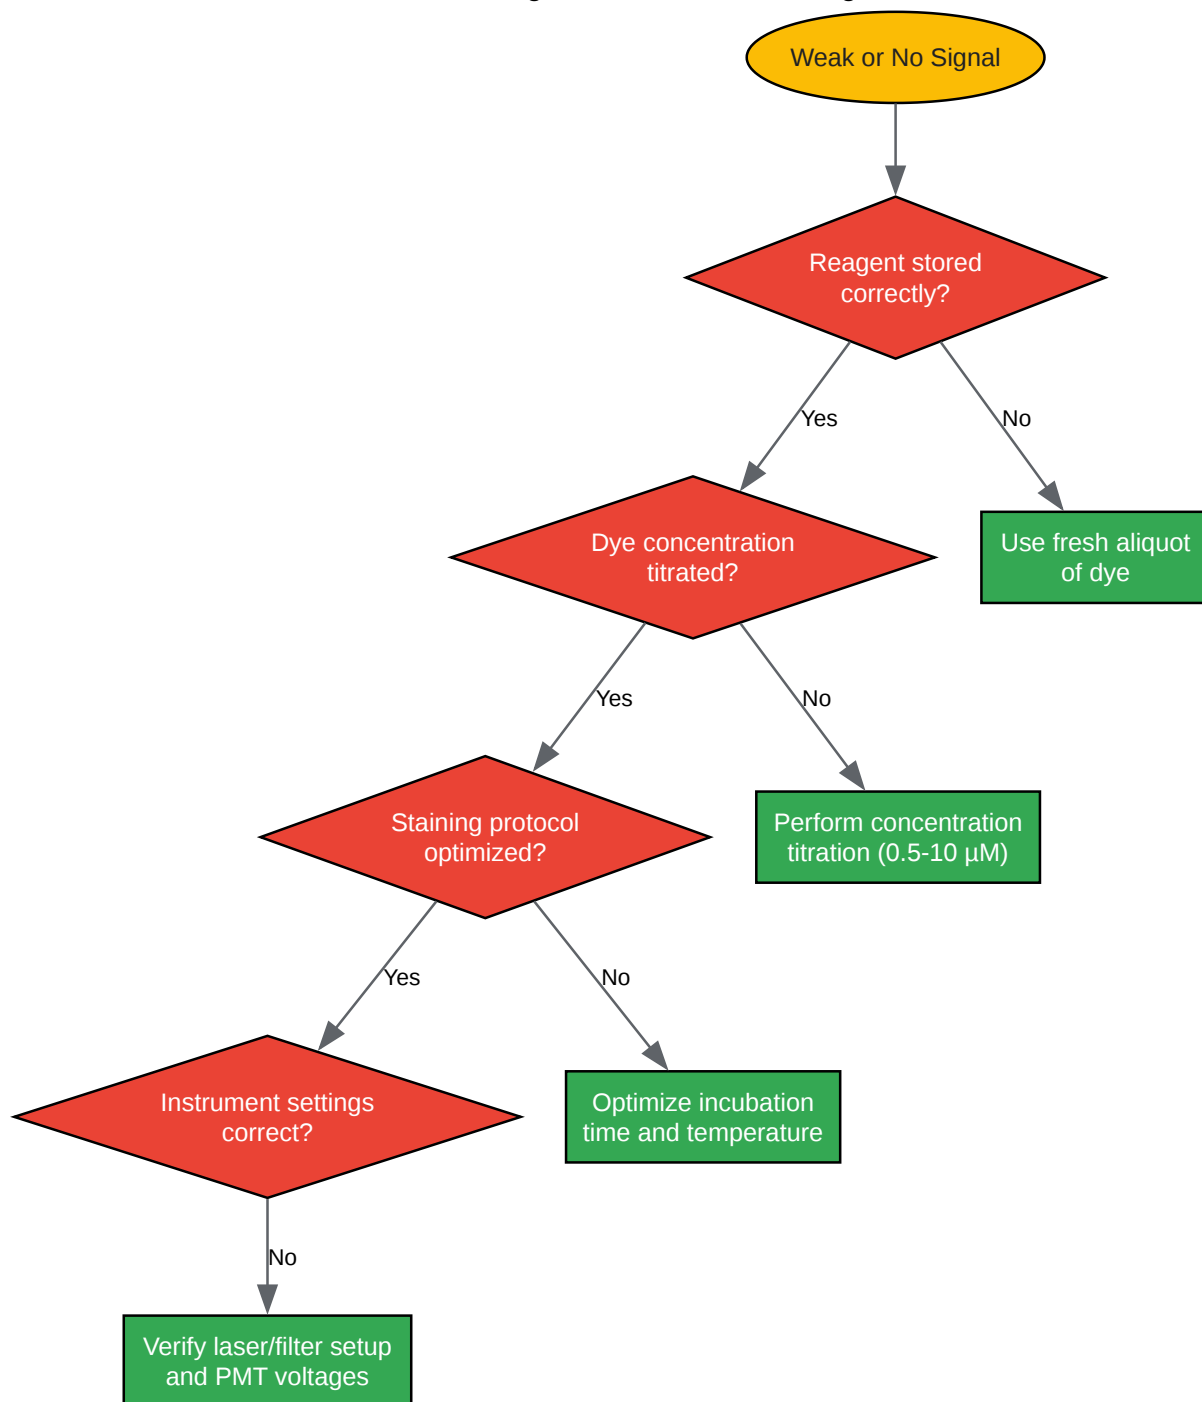 Weak or No Signal
Reagent stored
correctly?
Yes
No
Dye concentration
titrated?
Use fresh aliquot
of dye
Yes
No
Staining protocol
optimized?
Perform concentration
titration (0.5-10 µM)
Yes
No
Instrument settings
correct?
Optimize incubation
time and temperature
No
Verify laser/filter setup
and PMT voltages